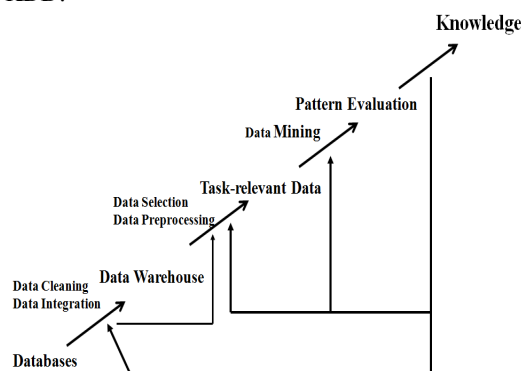 Knowledge
Pattern Evaluation
Data Mining
Task-relevant Data
Data Selection
Data Preprocessing
Data Warehouse
Data Cleaning
Data Integration
Databases